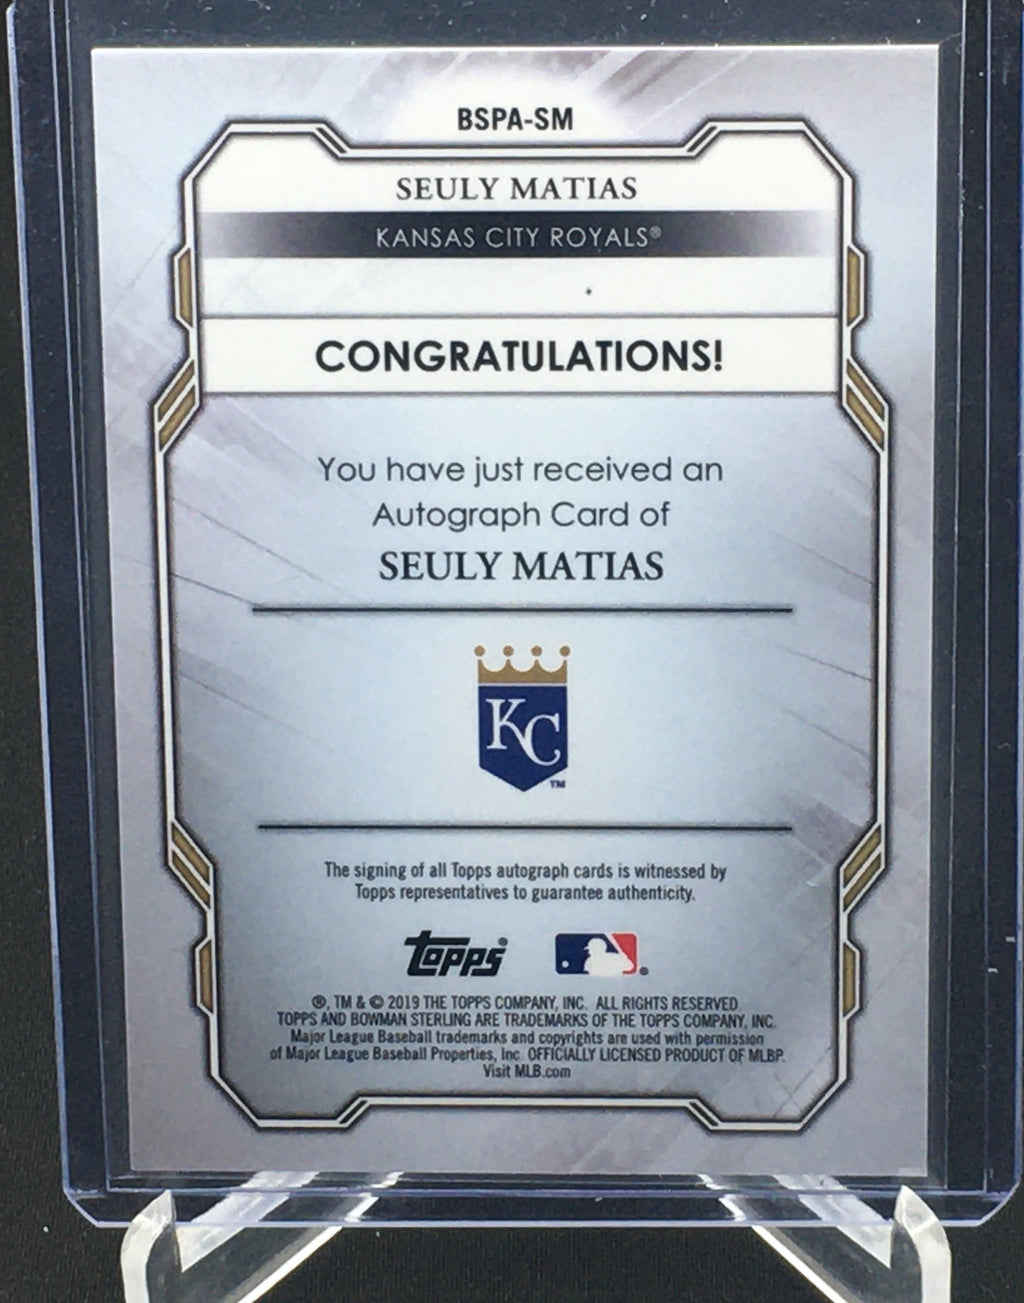 BSPA-SM
SEULY MATIAS
KANSAS CITY ROYALS®
CONGRATULATIONS!
You have just received an
Autograph Card of
SEULY MATIAS
KC
TM
The signing of all Topps autograph cards is witnessed by
Topps representatives to guarantee authenticity.
topps®
®, TM & © 2019 THE TOPPS COMPANY, INC. ALL RIGHTS RESERVED.
TOPPS AND BOWMAN STERLING ARE TRADEMARKS OF THE TOPPS COMPANY, INC.
Major League Baseball trademarks and copyrights are used with permission
of Major League Baseball Properties, Inc. OFFICIALLY LICENSED PRODUCT OF MLBP.
Visit MLB.com